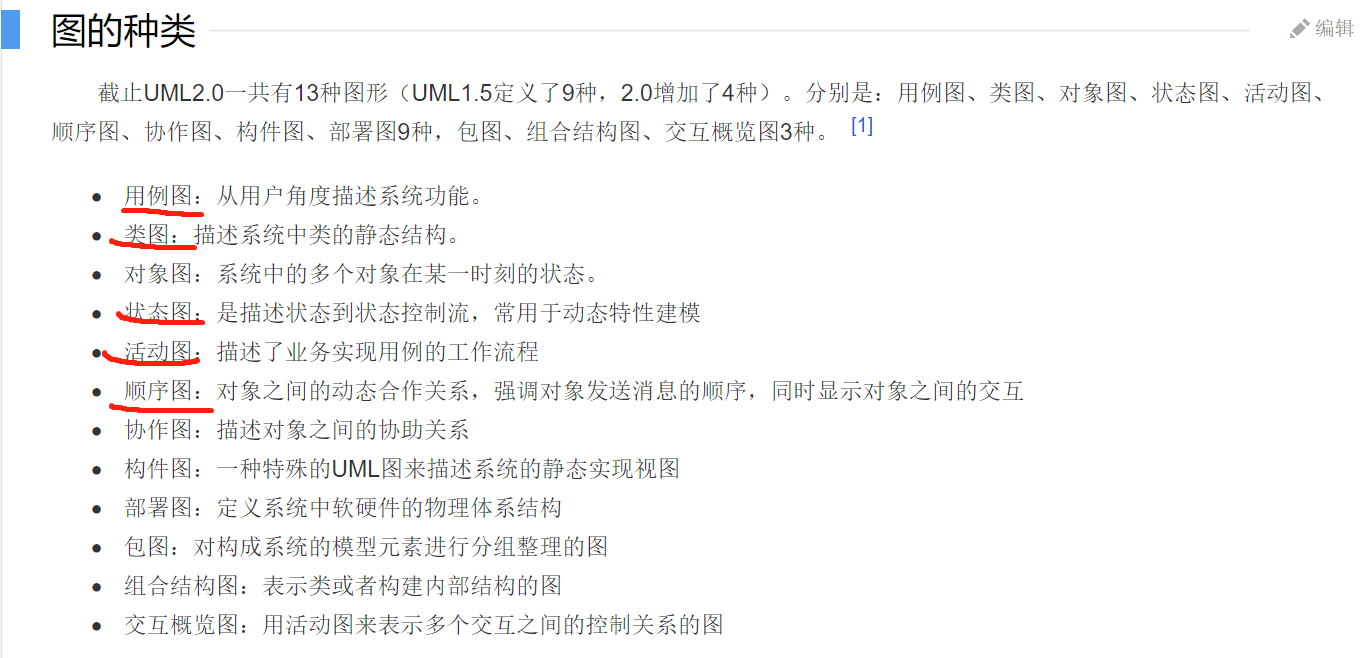 图的种类
编辑
截止UML2.0一共有13种图形（UML1.5定义了9种，2.0增加了4种）。分别是：用例图、类图、对象图、状态图、活动图、
顺序图、协作图、构件图、部署图9种，包图、组合结构图、交互概览图3种。 [1]
● 用例图：从用户角度描述系统功能。
● 类图：描述系统中类的静态结构。
● 对象图：系统中的多个对象在某一时刻的状态。
● 状态图：是描述状态到状态控制流，常用于动态特性建模
● 活动图：描述了业务实现用例的工作流程
● 顺序图：对象之间的动态合作关系，强调对象发送消息的顺序，同时显示对象之间的交互
● 协作图：描述对象之间的协助关系
● 构件图：一种特殊的UML图来描述系统的静态实现视图
● 部署图：定义系统中软硬件的物理体系结构
● 包图：对构成系统的模型元素进行分组整理的图
● 组合结构图：表示类或者构建内部结构的图
● 交互概览图：用活动图来表示多个交互之间的控制关系的图